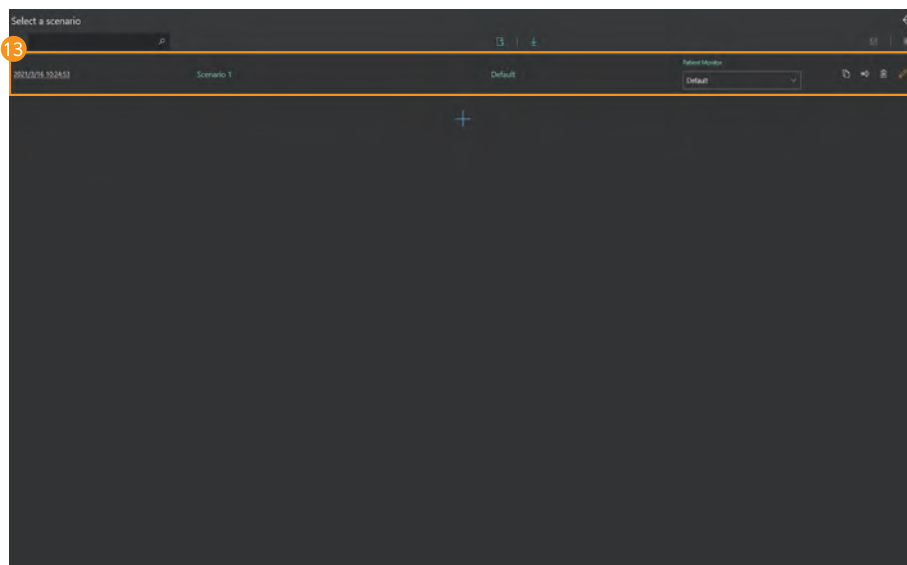 Select a scenario
13
2021/3/16 10:24:53
Scenario 1
Default
Patient Monitor
Default